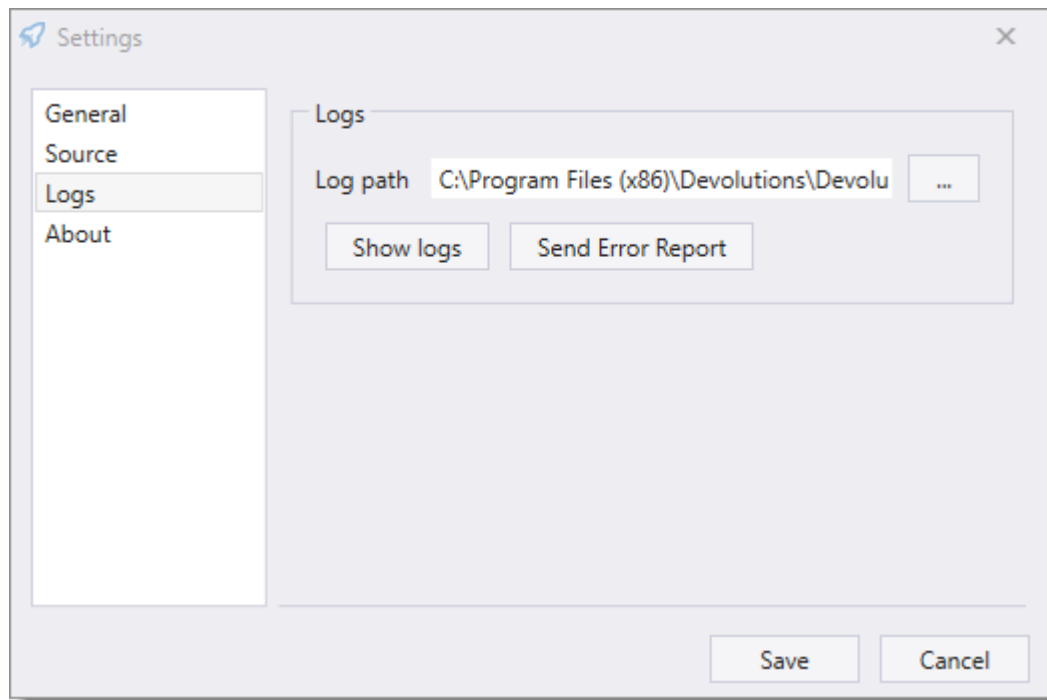 Settings
General
Source
Logs
About
Logs
Log path C:\Program Files (x86)\Devolutions\Devolu ...
Show logs Send Error Report
Save Cancel